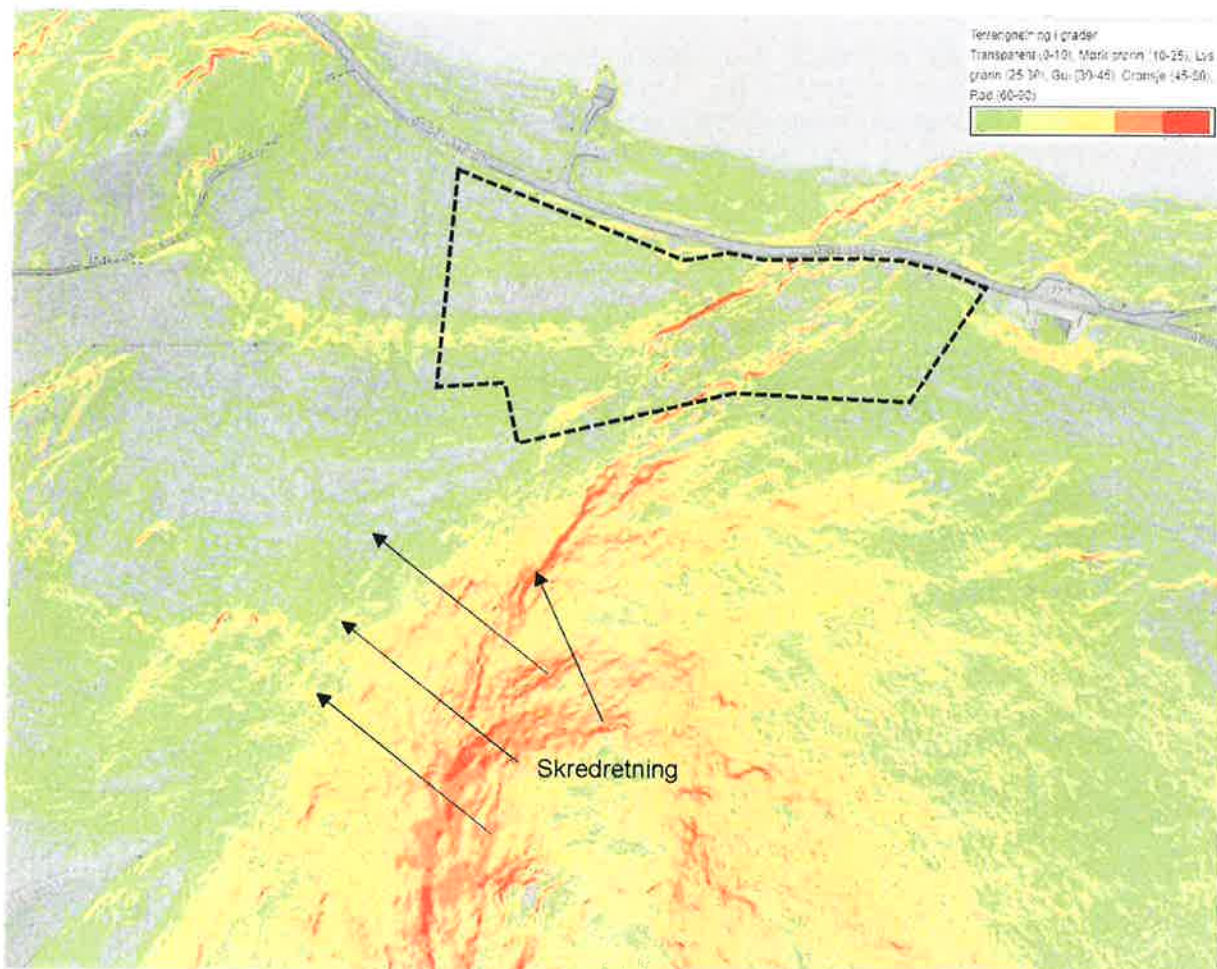 Terrenghelning i grader
Transparent (0-10), Mørk grønn (10-25), Lys
grønn (25-30), Gul (30-45), Oransje (45-60),
Rød (60-90)
Skredretning